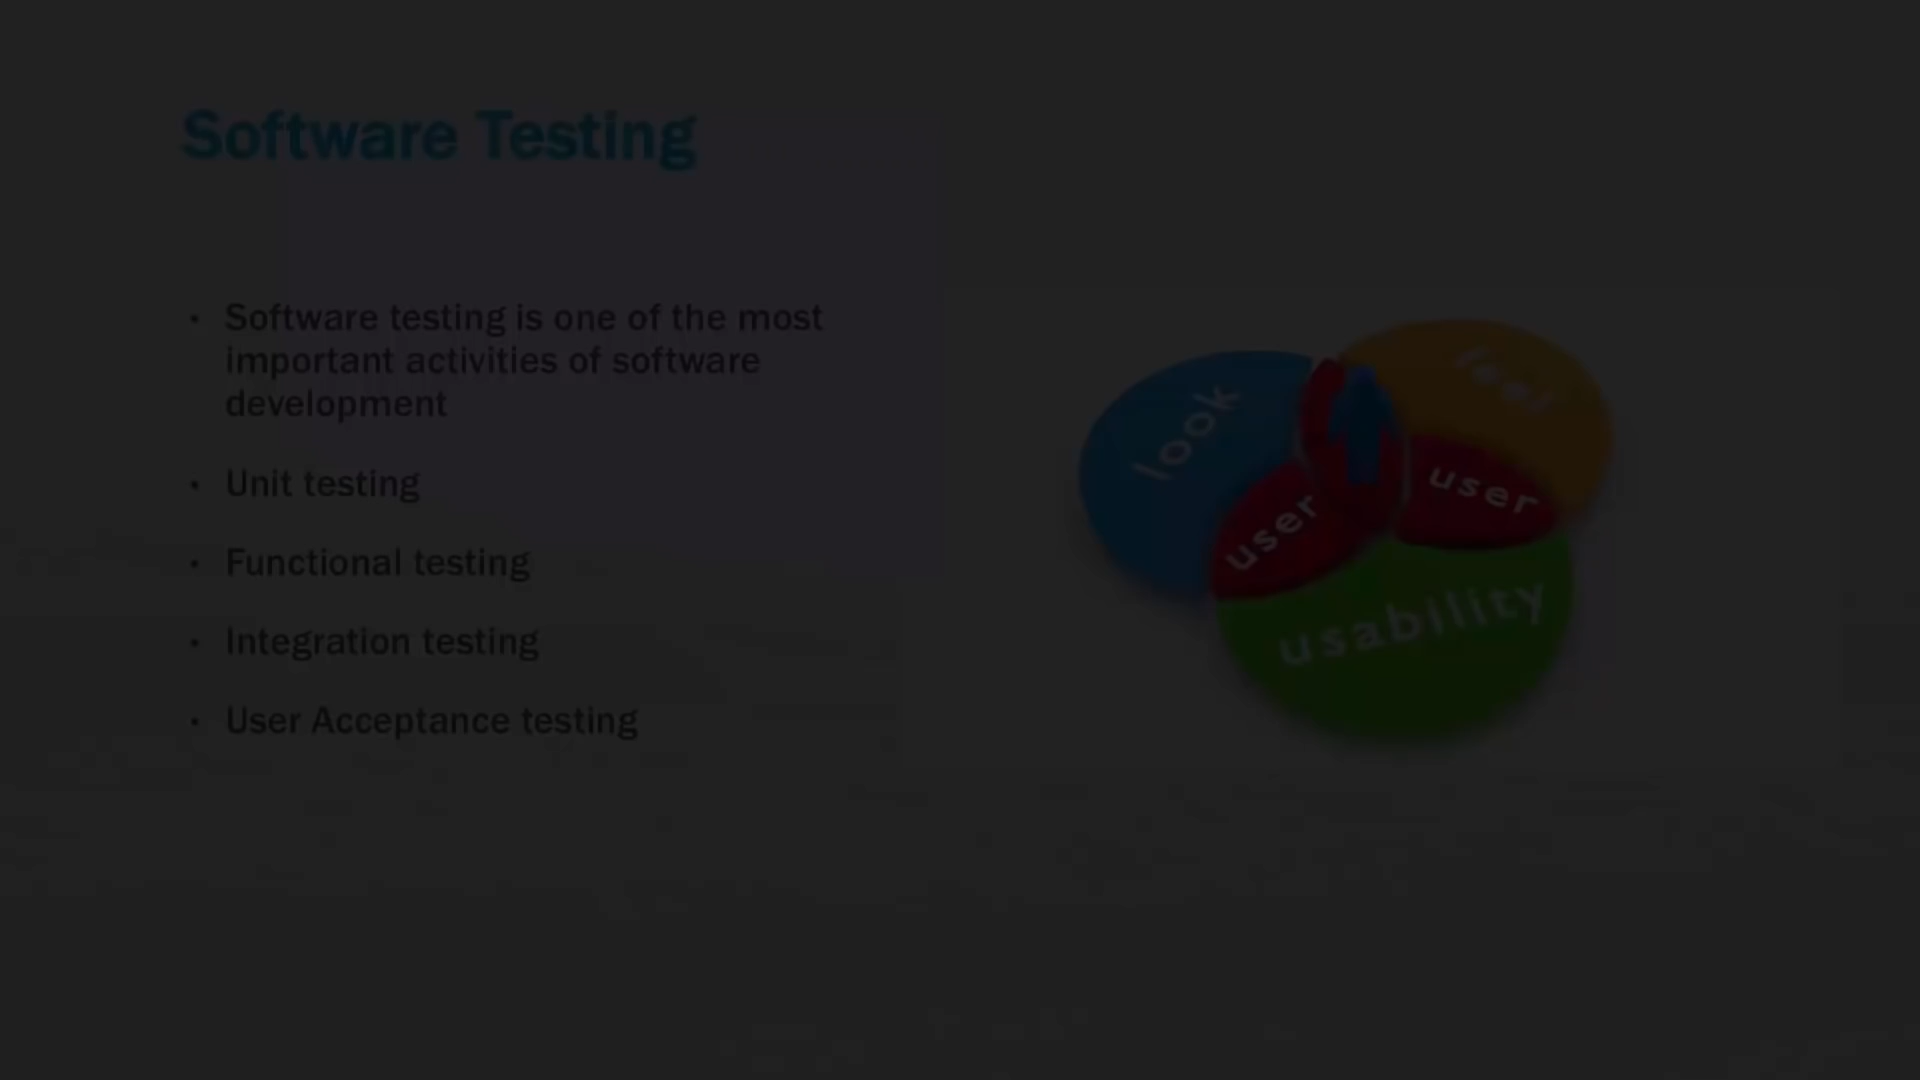 Software Testing
• Software testing is one of the most
important activities of software
development
• Unit testing
• Functional testing
• Integration testing
• User Acceptance testing
look
feel
user
user
usability